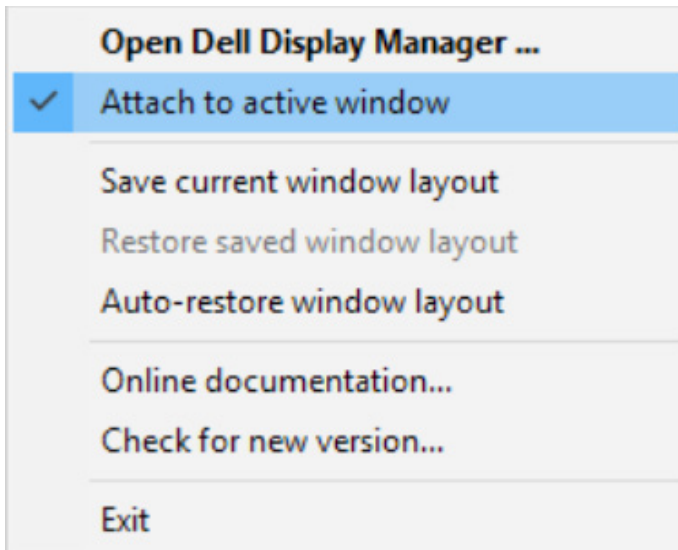 Open Dell Display Manager ...
Attach to active window
Save current window layout
Restore saved window layout
Auto-restore window layout
Online documentation...
Check for new version...
Exit